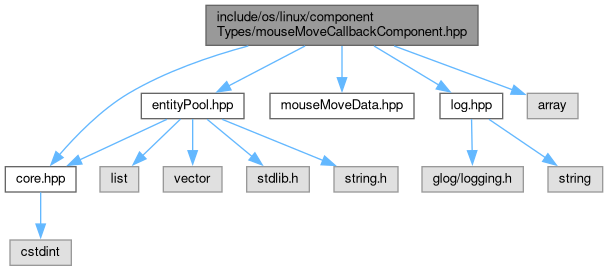 include/os/linux/component
Types/mouseMoveCallbackComponent.hpp
entityPool.hpp
mouseMoveData.hpp
log.hpp
array
core.hpp
list
vector
stdlib.h
string.h
glog/logging.h
string
cstdint